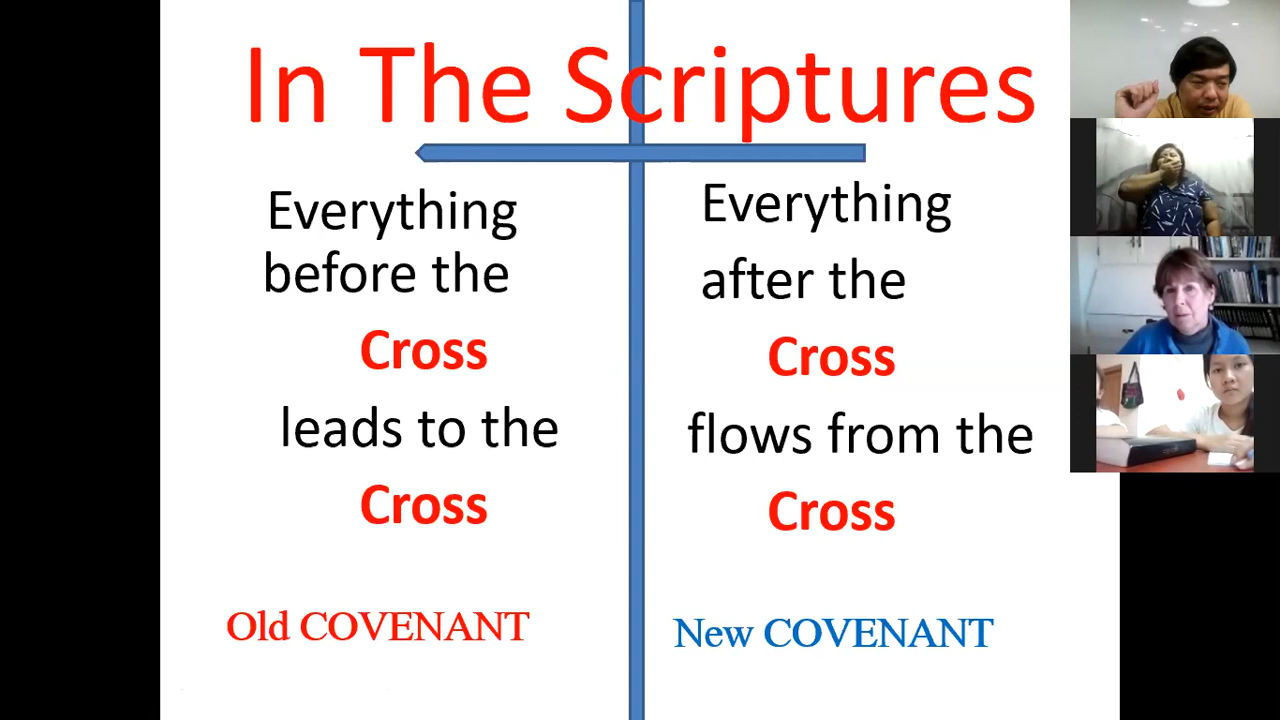 In The Scriptures
Everything
before the
Cross
leads to the
Cross
Old COVENANT
Everything
after the
Cross
flows from the
Cross
New COVENANT